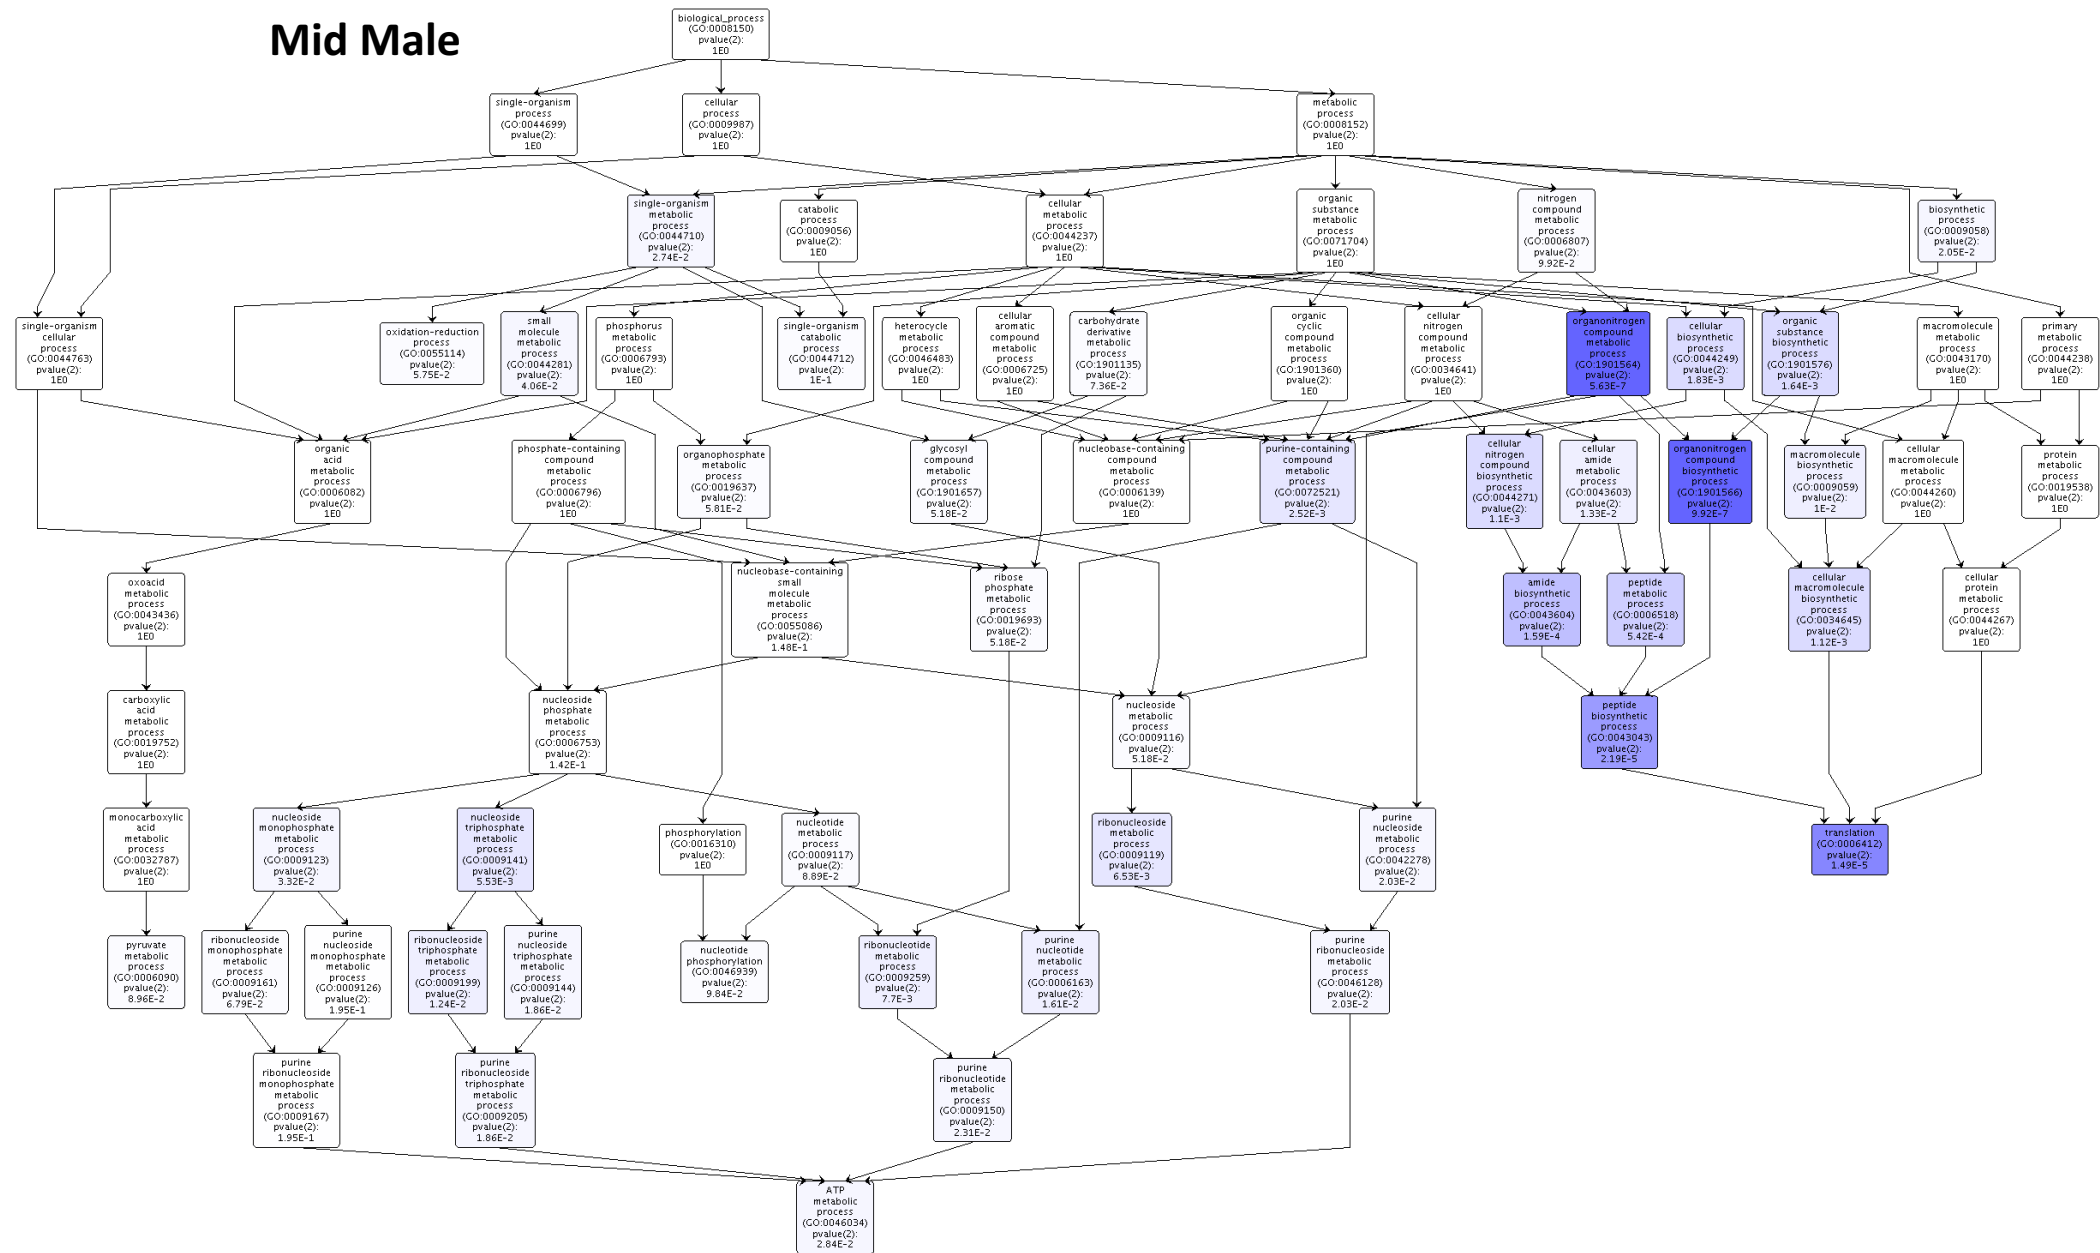 Mid Male
biological_process
(GO:0008150)
pvalue(2):
1E0
single-organism
process
(GO:0044699)
pvalue(2):
1E0
cellular
process
(GO:0009987)
pvalue(2):
1E0
metabolic
process
(GO:0008152)
pvalue(2):
1E0
single-organism
metabolic
process
(GO:0044710)
pvalue(2):
2.74E-2
catabolic
process
(GO:0009056)
pvalue(2):
1E0
cellular
metabolic
process
(GO:0044237)
pvalue(2):
1E0
organic
substance
metabolic
process
(GO:0071704)
pvalue(2):
1E0
nitrogen
compound
metabolic
process
(GO:0006807)
pvalue(2):
9.92E-2
biosynthetic
process
(GO:0009058)
pvalue(2):
2.05E-2
single-organism
cellular
process
(GO:0044763)
pvalue(2):
1E0
oxidation-reduction
process
(GO:0055114)
pvalue(2):
5.75E-2
small
molecule
metabolic
process
(GO:0044281)
pvalue(2):
4.06E-2
phosphorus
metabolic
process
(GO:0006793)
pvalue(2):
1E0
single-organism
catabolic
process
(GO:0044712)
pvalue(2):
1E-1
heterocycle
metabolic
process
(GO:0046483)
pvalue(2):
1E0
cellular
aromatic
compound
metabolic
process
(GO:0006725)
pvalue(2):
1E0
carbohydrate
derivative
metabolic
process
(GO:1901135)
pvalue(2):
7.36E-2
organic
cyclic
compound
metabolic
process
(GO:1901360)
pvalue(2):
1E0
cellular
nitrogen
compound
metabolic
process
(GO:0034641)
pvalue(2):
1E0
organonitrogen
compound
metabolic
process
(GO:1901564)
pvalue(2):
5.63E-7
cellular
biosynthetic
process
(GO:0044249)
pvalue(2):
1.83E-3
organic
substance
biosynthetic
process
(GO:1901576)
pvalue(2):
1.64E-3
macromolecule
metabolic
process
(GO:0043170)
pvalue(2):
1E0
primary
metabolic
process
(GO:0044238)
pvalue(2):
1E0
organic
acid
metabolic
process
(GO:0006082)
pvalue(2):
1E0
phosphate-containing
compound
metabolic
process
(GO:0006796)
pvalue(2):
1E0
organophosphate
metabolic
process
(GO:0019637)
pvalue(2):
5.81E-2
glycosyl
compound
metabolic
process
(GO:1901657)
pvalue(2):
5.18E-2
nucleobase-containing
compound
metabolic
process
(GO:0006139)
pvalue(2):
1E0
purine-containing
compound
metabolic
process
(GO:0072521)
pvalue(2):
2.52E-3
cellular
nitrogen
compound
biosynthetic
process
(GO:0044271)
pvalue(2):
1.1E-3
cellular
amide
metabolic
process
(GO:0043603)
pvalue(2):
1.33E-2
organonitrogen
compound
biosynthetic
process
(GO:1901566)
pvalue(2):
9.92E-7
macromolecule
biosynthetic
process
(GO:0009059)
pvalue(2):
1E-2
cellular
macromolecule
metabolic
process
(GO:0044260)
pvalue(2):
1E0
protein
metabolic
process
(GO:0019538)
pvalue(2):
1E0
oxoacid
metabolic
process
(GO:0043436)
pvalue(2):
1E0
nucleobase-containing
small
molecule
metabolic
process
(GO:0055086)
pvalue(2):
1.48E-1
ribose
phosphate
metabolic
process
(GO:0019693)
pvalue(2):
5.18E-2
amide
biosynthetic
process
(GO:0043604)
pvalue(2):
1.59E-4
peptide
metabolic
process
(GO:0006518)
pvalue(2):
5.42E-4
cellular
macromolecule
biosynthetic
process
(GO:0034645)
pvalue(2):
1.12E-3
cellular
protein
metabolic
process
(GO:0044267)
pvalue(2):
1E0
carboxylic
acid
metabolic
process
(GO:0019752)
pvalue(2):
1E0
nucleoside
phosphate
metabolic
process
(GO:0006753)
pvalue(2):
1.42E-1
nucleoside
metabolic
process
(GO:0009116)
pvalue(2):
5.18E-2
peptide
biosynthetic
process
(GO:0043043)
pvalue(2):
2.19E-5
monocarboxylic
acid
metabolic
process
(GO:0032787)
pvalue(2):
1E0
nucleoside
monophosphate
metabolic
process
(GO:0009123)
pvalue(2):
3.32E-2
nucleoside
triphosphate
metabolic
process
(GO:0009141)
pvalue(2):
5.53E-3
phosphorylation
(GO:0016310)
pvalue(2):
1E0
nucleotide
metabolic
process
(GO:0009117)
pvalue(2):
8.89E-2
ribonucleoside
metabolic
process
(GO:0009119)
pvalue(2):
6.53E-3
purine
nucleoside
metabolic
process
(GO:0042278)
pvalue(2):
2.03E-2
translation
(GO:0006412)
pvalue(2):
1.49E-5
pyruvate
metabolic
process
(GO:0006090)
pvalue(2):
8.96E-2
ribonucleoside
monophosphate
metabolic
process
(GO:0009161)
pvalue(2):
6.79E-2
purine
nucleoside
monophosphate
metabolic
process
(GO:0009126)
pvalue(2):
1.95E-1
ribonucleoside
triphosphate
metabolic
process
(GO:0009199)
pvalue(2):
1.24E-2
purine
nucleoside
triphosphate
metabolic
process
(GO:0009144)
pvalue(2):
1.86E-2
nucleotide
phosphorylation
(GO:0046939)
pvalue(2):
9.84E-2
ribonucleotide
metabolic
process
(GO:0009259)
pvalue(2):
7.7E-3
purine
nucleotide
metabolic
process
(GO:0006163)
pvalue(2):
1.61E-2
purine
ribonucleoside
metabolic
process
(GO:0046128)
pvalue(2):
2.03E-2
purine
ribonucleoside
monophosphate
metabolic
process
(GO:0009167)
pvalue(2):
1.95E-1
purine
ribonucleoside
triphosphate
metabolic
process
(GO:0009205)
pvalue(2):
1.86E-2
purine
ribonucleotide
metabolic
process
(GO:0009150)
pvalue(2):
2.31E-2
ATP
metabolic
process
(GO:0046034)
pvalue(2):
2.84E-2